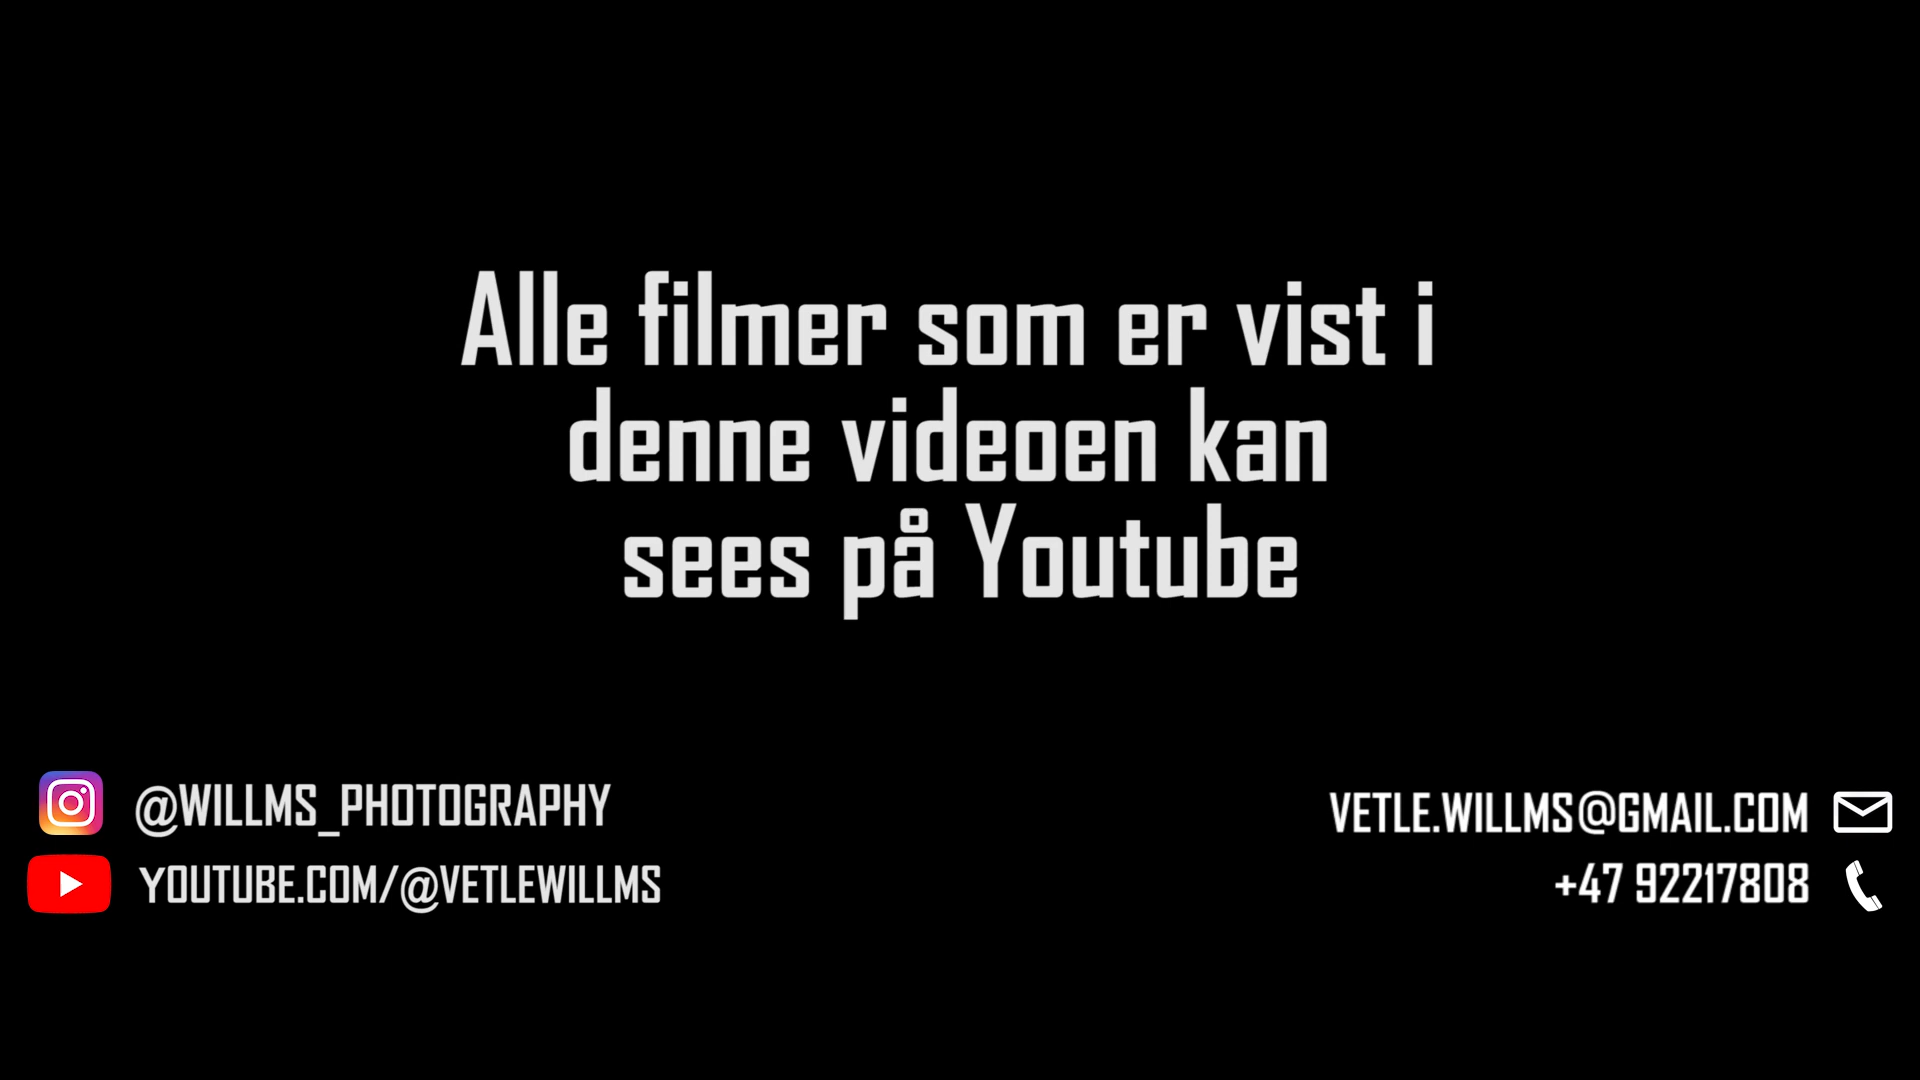 Alle filmer som er vist i
denne videoen kan
sees på Youtube
@WILLMS_PHOTOGRAPHY
YOUTUBE.COM/@VETLEWILLMS
VETLE.WILLMS@GMAIL.COM
+47 92217808